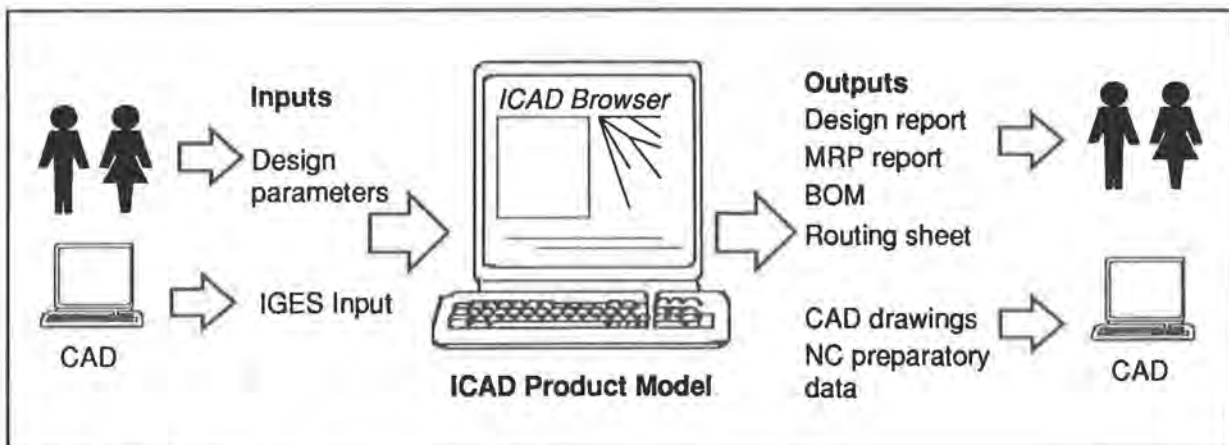 Inputs
Design
parameters
IGES Input
CAD
ICAD Browser
ICAD Product Model
Outputs
Design report
MRP report
BOM
Routing sheet
CAD drawings
NC preparatory
data
CAD